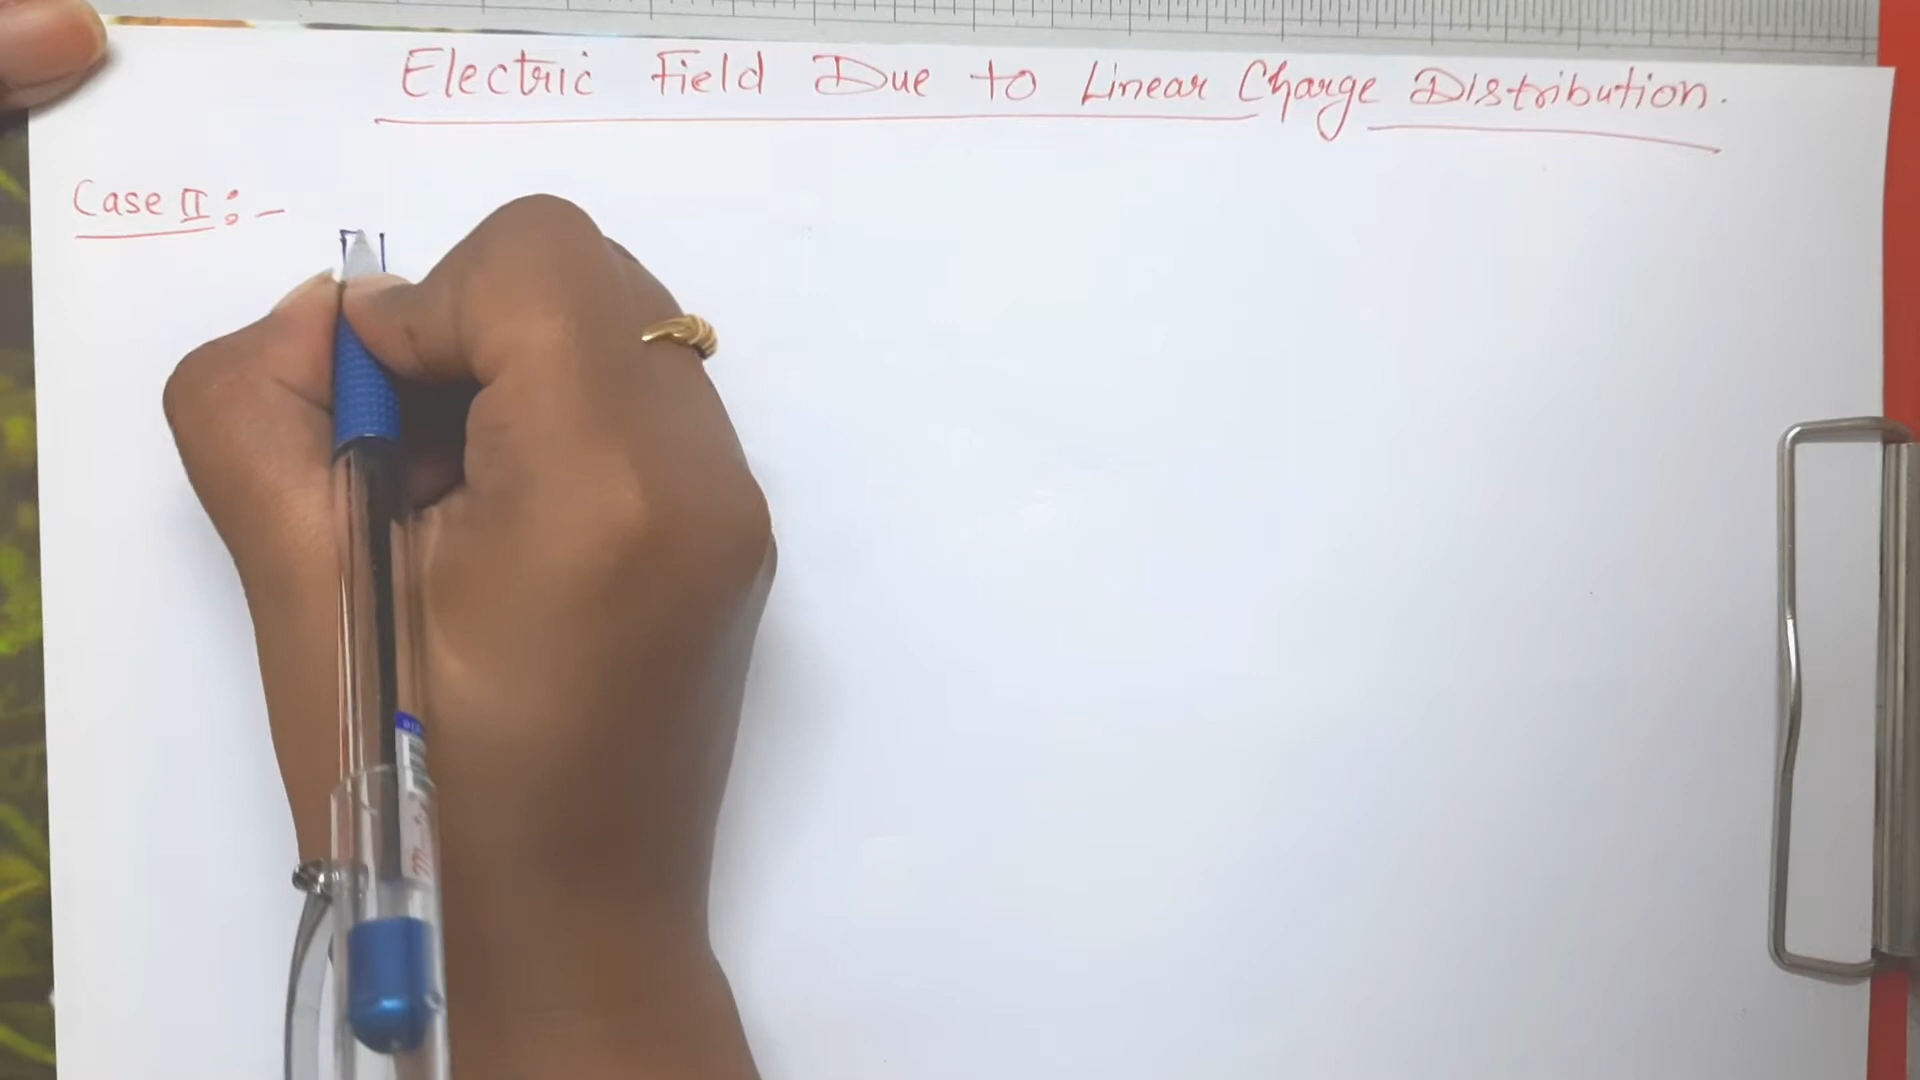 Electric Field Due to Linear Charge Distribution.
Case II :-